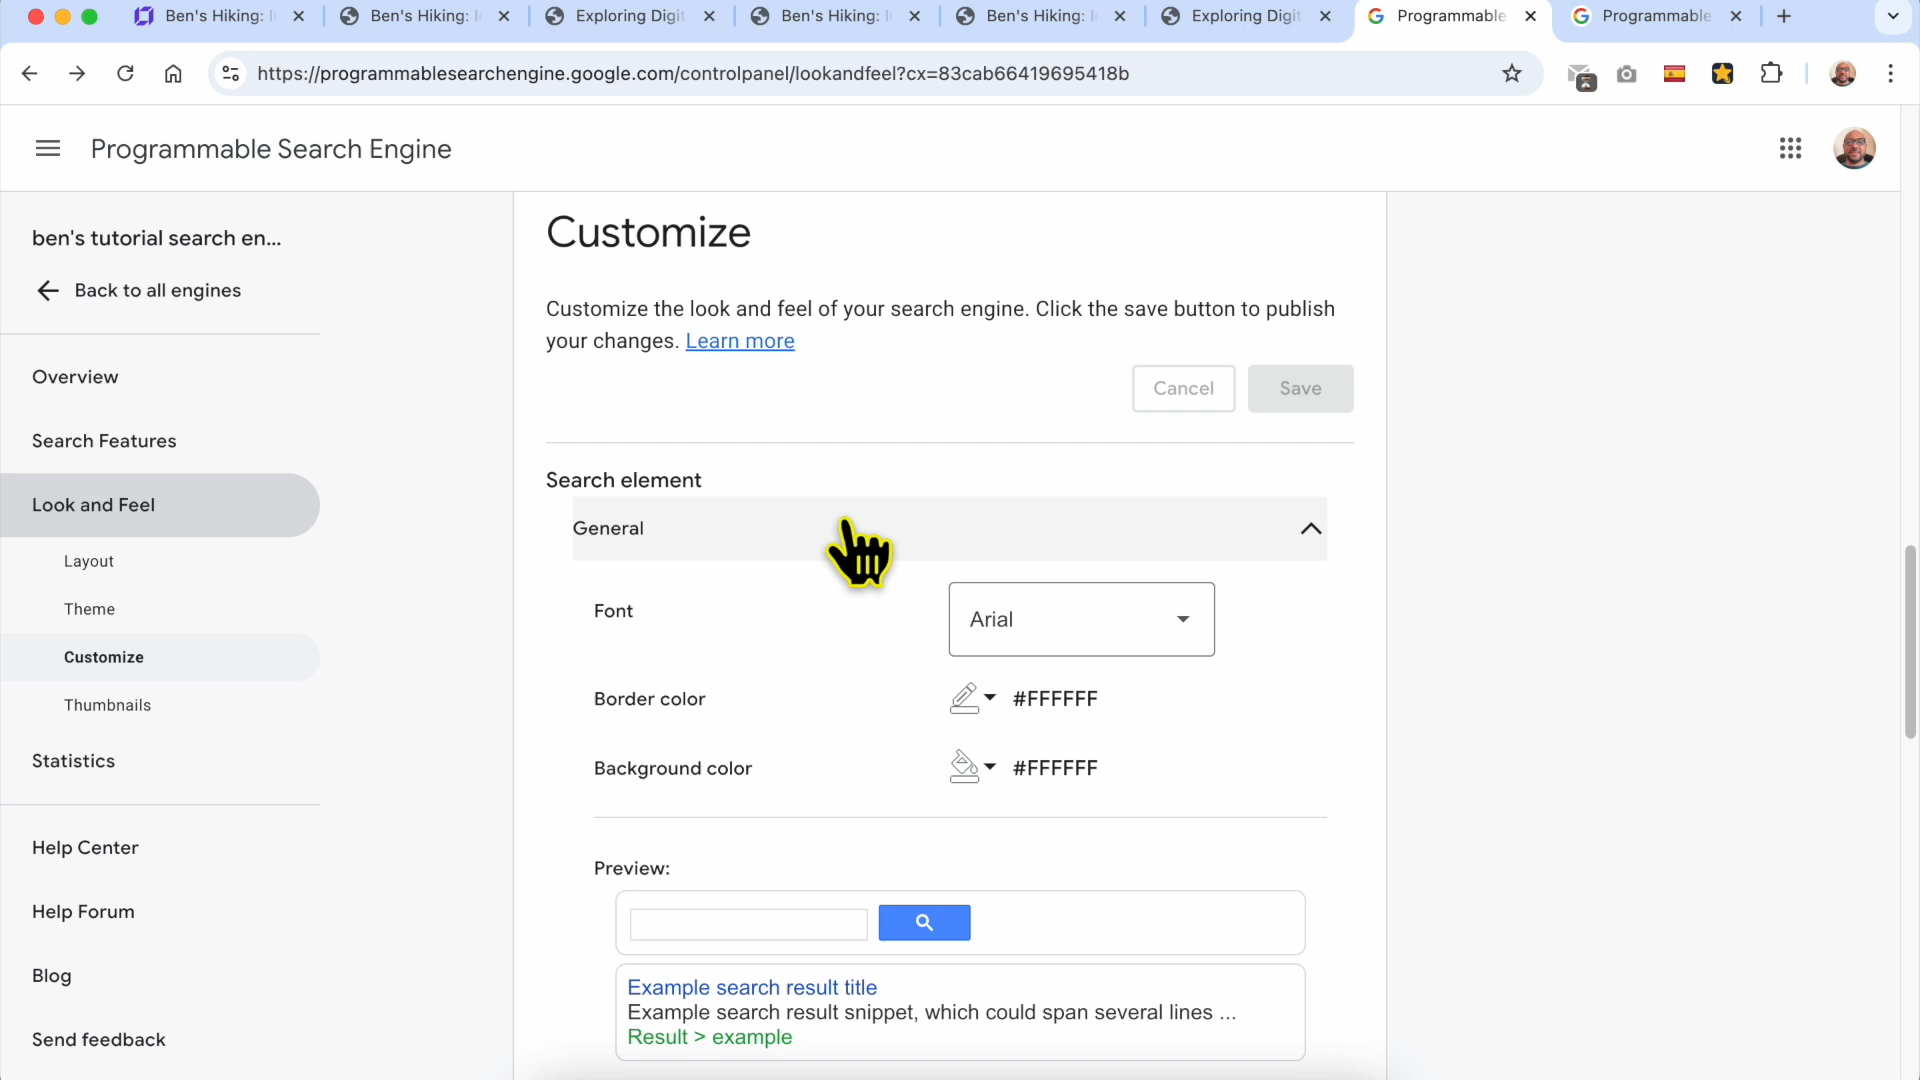 Ben's Hiking: I
Ben's Hiking: I
Exploring Digit
Ben's Hiking: I
Ben's Hiking: I
Exploring Digit
Programmable
Programmable
https://programmablesearchengine.google.com/controlpanel/lookandfeel?cx=83cab66419695418b
Programmable Search Engine
ben's tutorial search en...
Back to all engines
Overview
Search Features
Look and Feel
Layout
Theme
Customize
Thumbnails
Statistics
Help Center
Help Forum
Blog
Send feedback
Customize
Customize the look and feel of your search engine. Click the save button to publish
your changes. Learn more
Cancel
Save
Search element
General
Font
Arial
Border color
#FFFFFF
Background color
#FFFFFF
Preview:
Example search result title
Example search result snippet, which could span several lines ...
Result > example